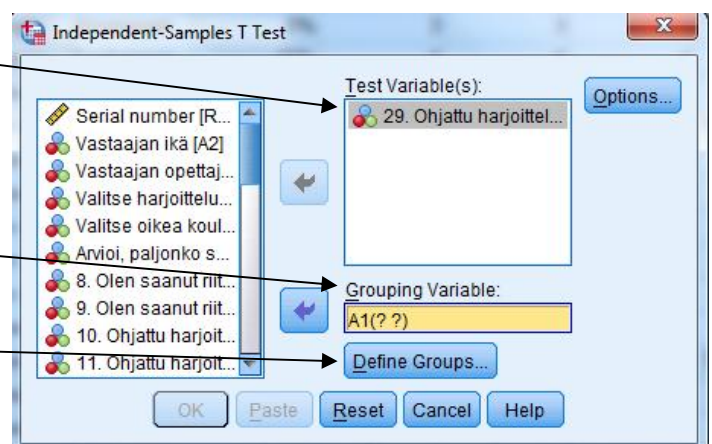 Independent-Samples T Test
Serial number [R...
Vastaajan ikä [A2]
Vastaajan opettaj...
Valitse harjoittelu...
Valitse oikea koul...
Arvioi, paljonko s...
8. Olen saanut riit...
9. Olen saanut riit...
10. Ohjattu harjoit...
11. Ohjattu harjoit...
Test Variable(s):
29. Ohjattu harjoittel...
Options...
Grouping Variable:
A1(? ?)
Define Groups...
OK Paste Reset Cancel Help